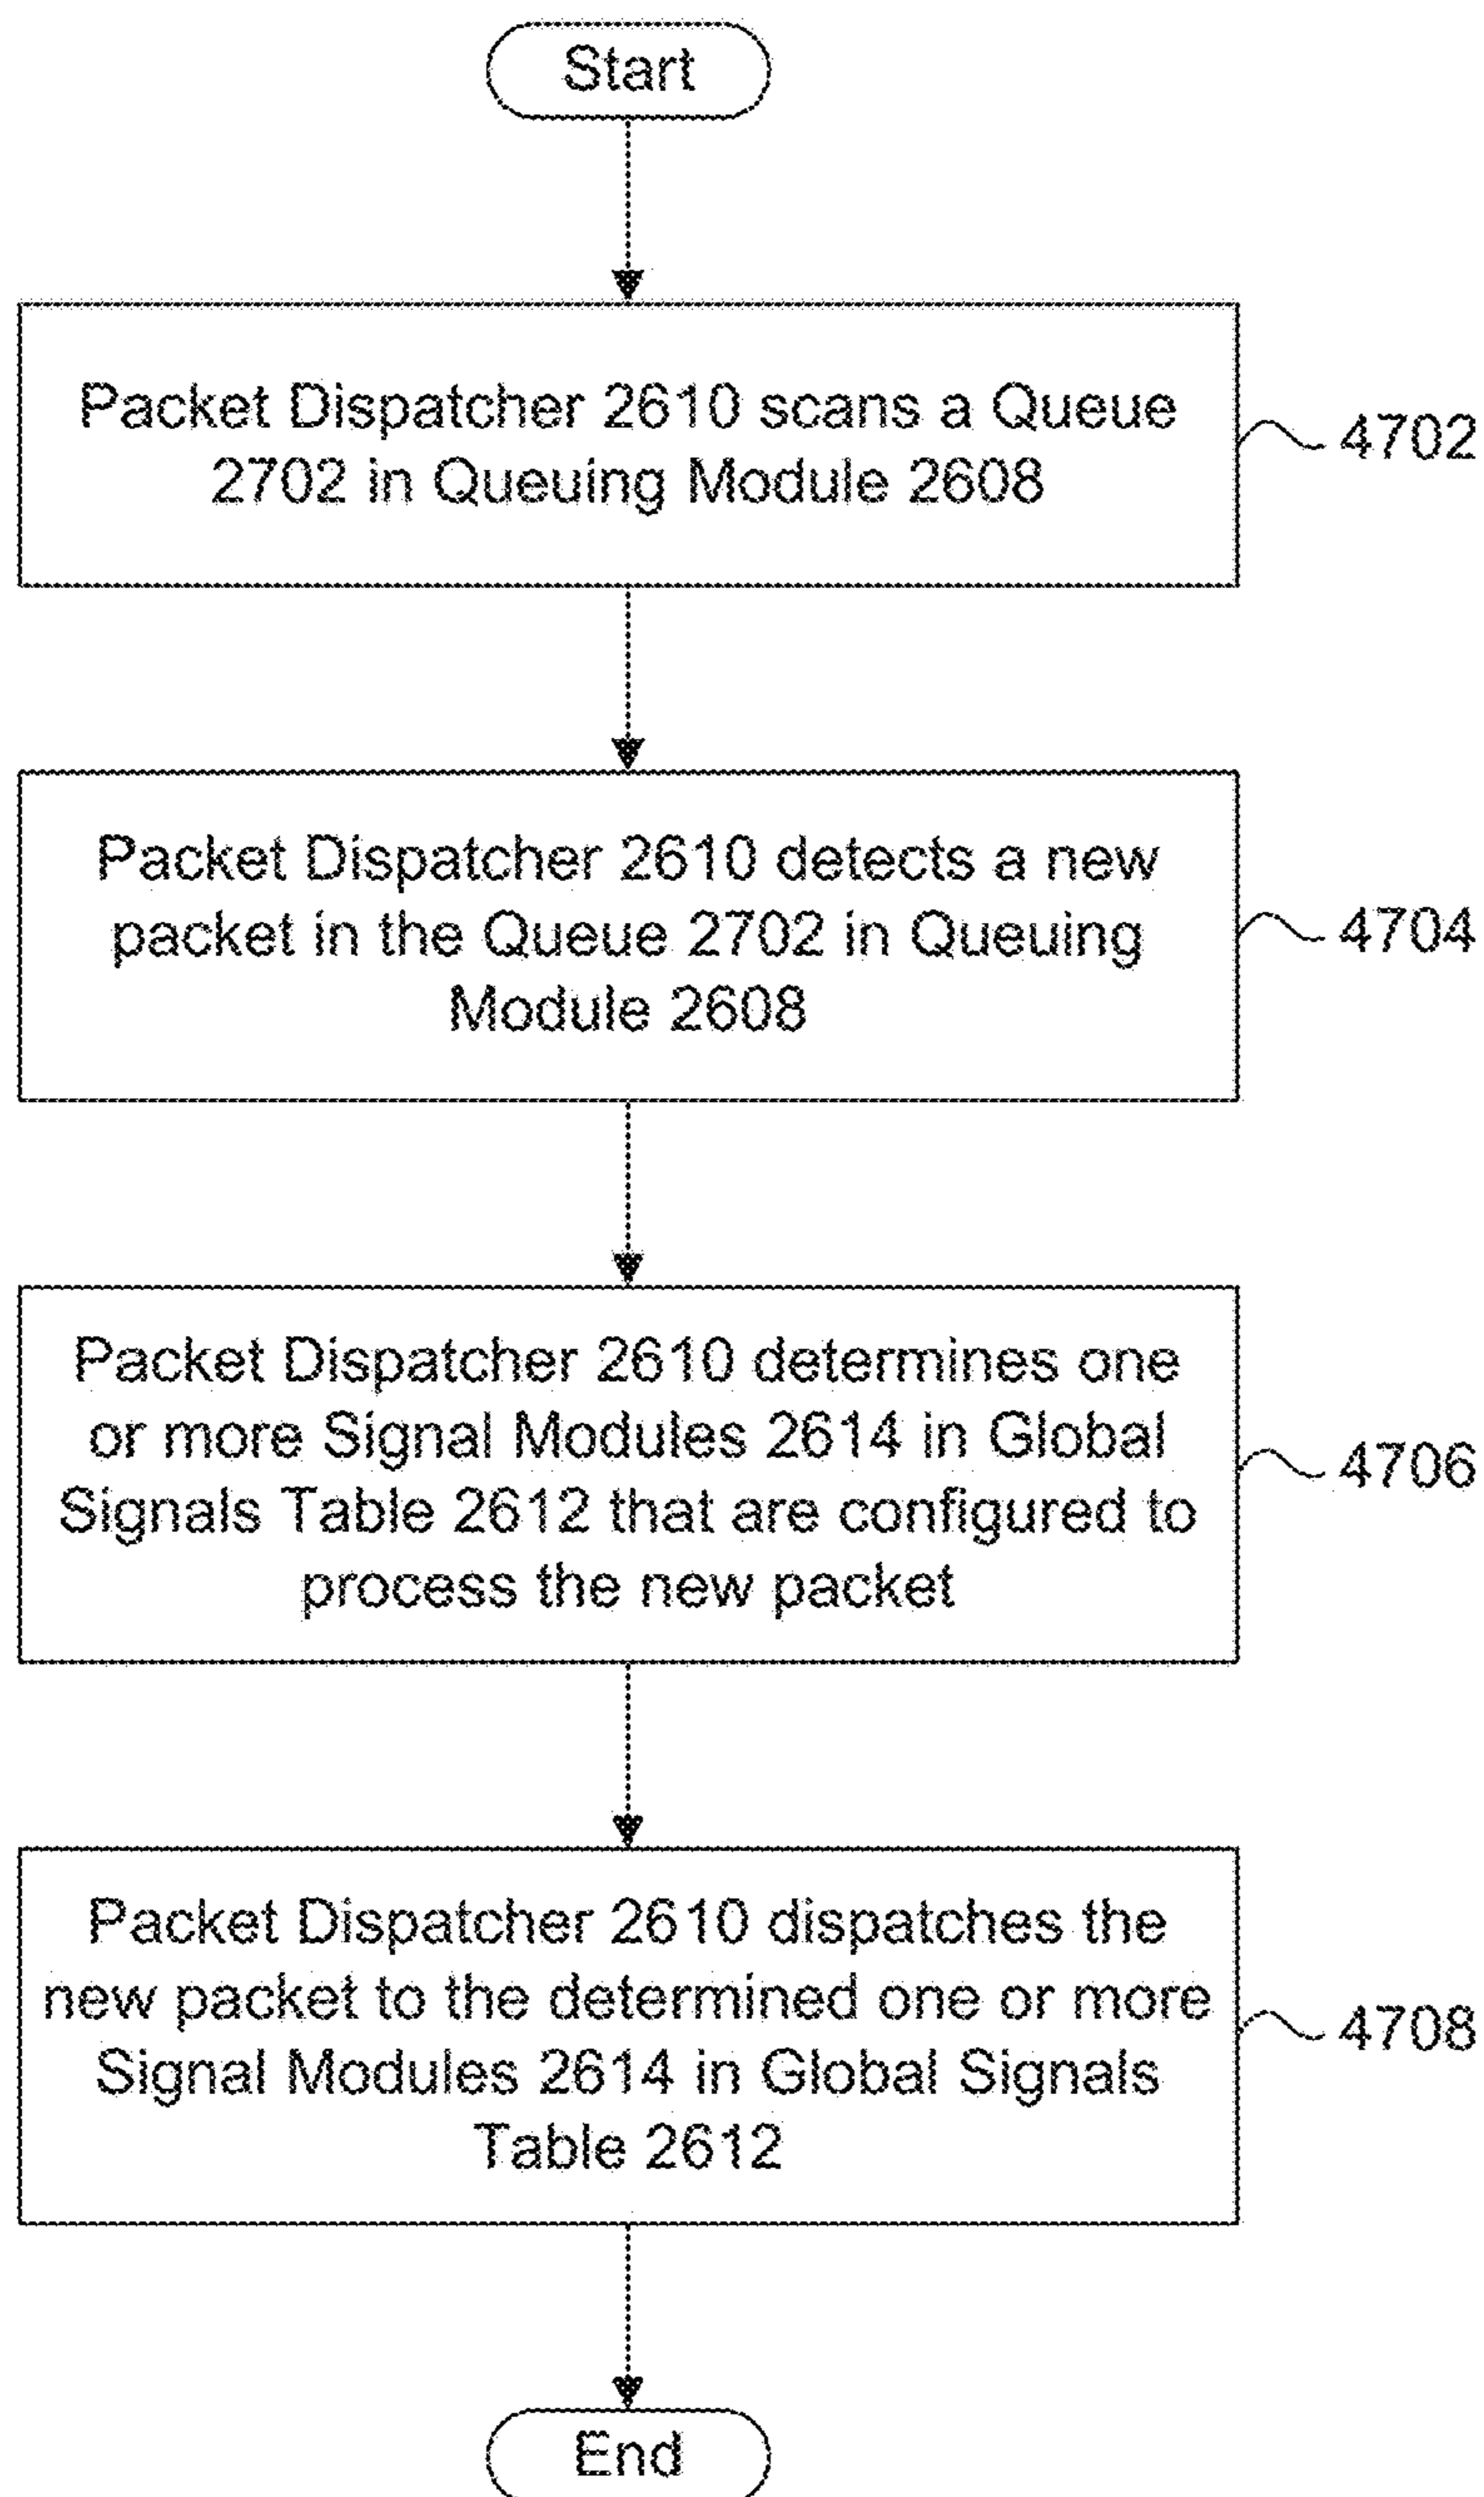 Start
Packet Dispatcher 2610 scans a Queue
2702 in Queuing Module 2608
4702
Packet Dispatcher 2610 detects a new
packet in the Queue 2702 in Queuing
Module 2608
4704
Packet Dispatcher 2610 determines one
or more Signal Modules 2614 in Global
Signals Table 2612 that are configured to
process the new packet
4706
Packet Dispatcher 2610 dispatches the
new packet to the determined one or more
Signal Modules 2614 in Global Signals
Table 2612
4708
End